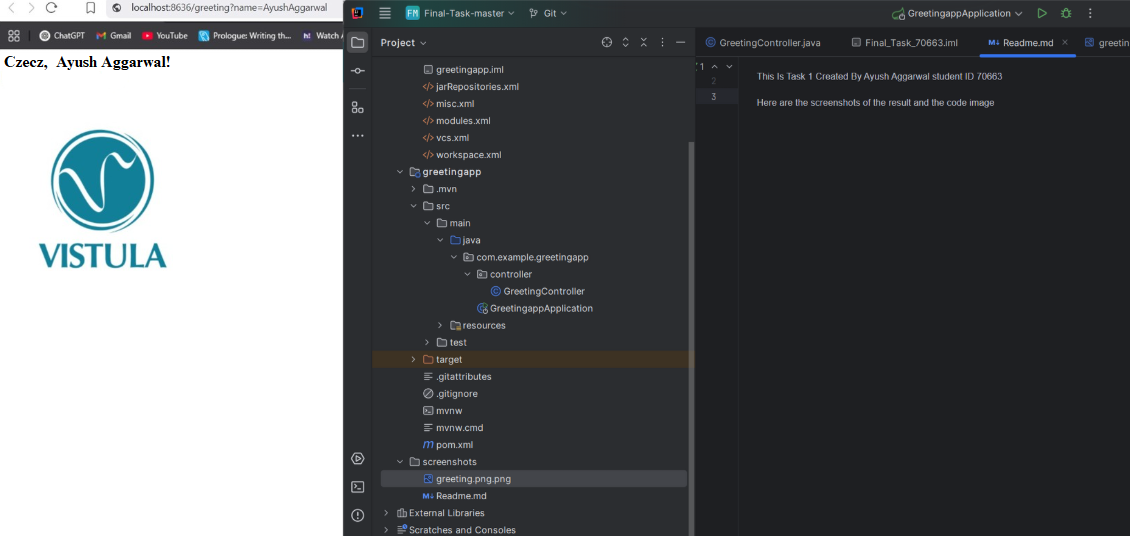 localhost:8636/greeting?name=AyushAggarwal
ChatGPT
Gmail
YouTube
Prologue: Writing th...
Watch
Czecz, Ayush Aggarwal!
VISTULA
FM Final-Task-master
Git
GreetingappApplication
Project
greetingapp.iml
jarRepositories.xml
misc.xml
modules.xml
vcs.xml
workspace.xml
greetingapp
.mvn
src
main
java
com.example.greetingapp
controller
GreetingController
GreetingappApplication
resources
test
target
.gitattributes
.gitignore
mvnw
mvnw.cmd
pom.xml
screenshots
greeting.png.png
Readme.md
External Libraries
Scratches and Consoles
GreetingController.java
Final_Task_70663.iml
Readme.md
greetin
1
2
3
This Is Task 1 Created By Ayush Aggarwal student ID 70663
Here are the screenshots of the result and the code image